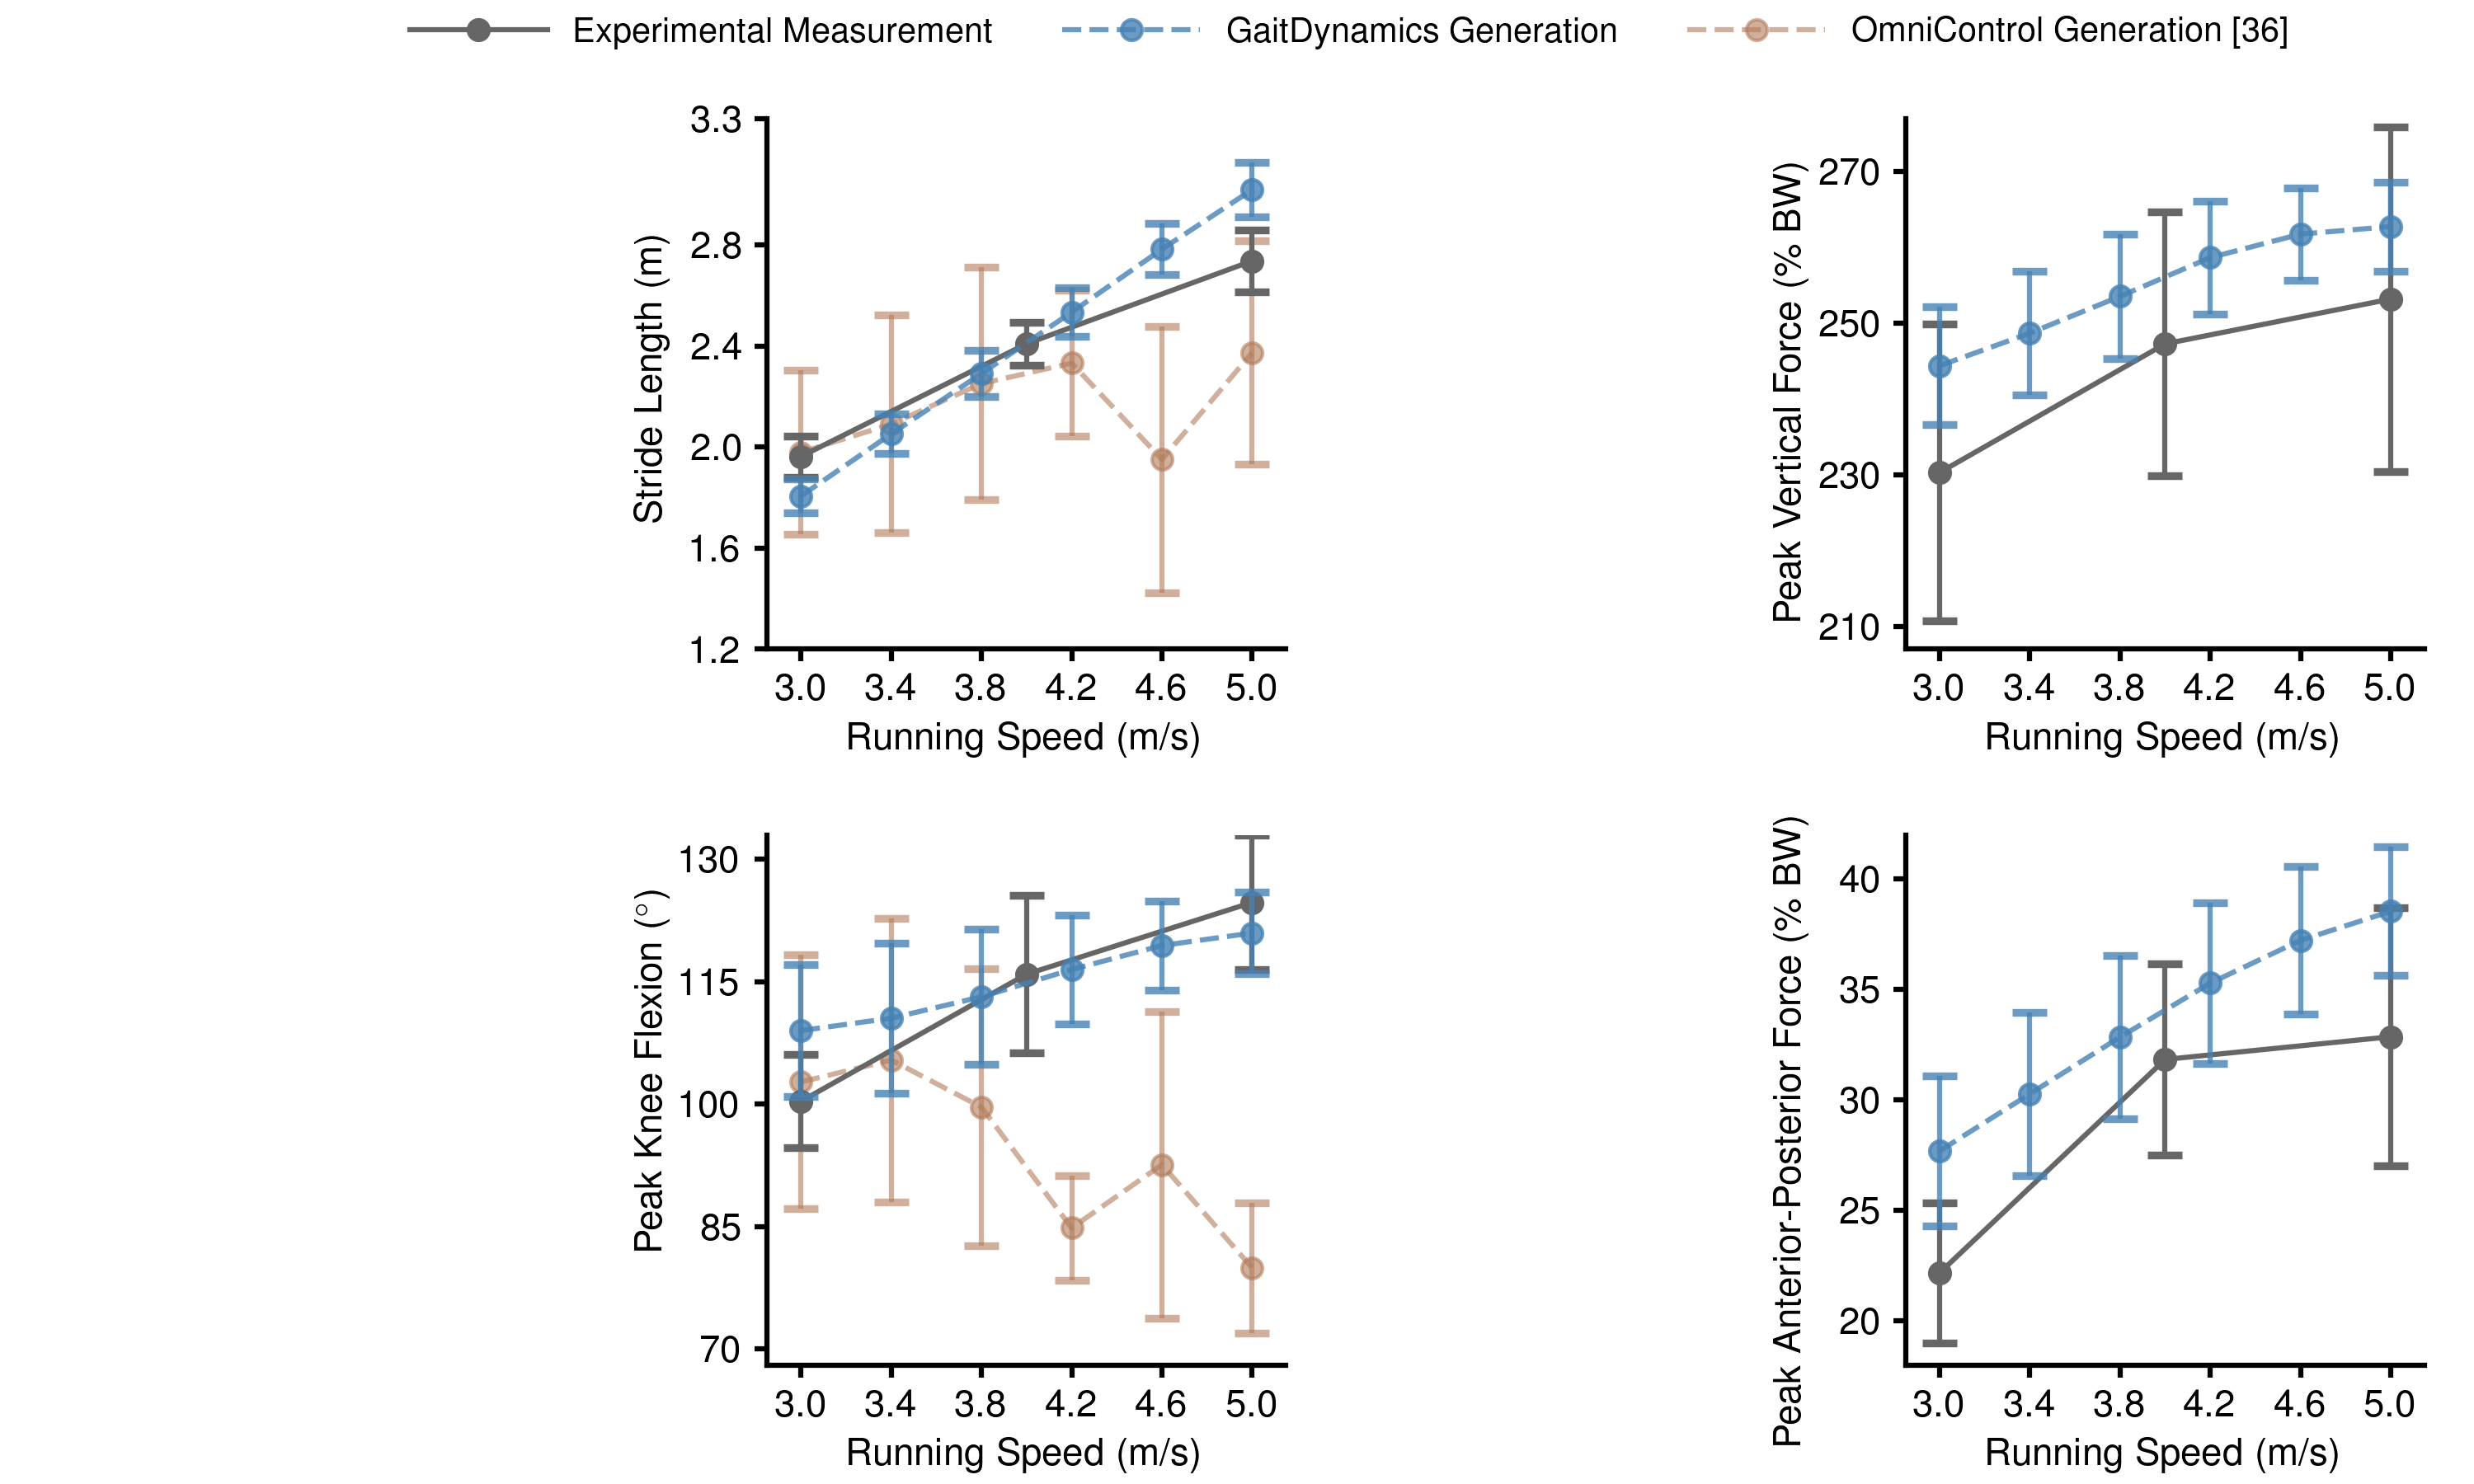 Experimental Measurement
GaitDynamics Generation
OmniControl Generation [36]
Stride Length (m)
3.3
2.8
2.4
2.0
1.6
1.2
3.0 3.4 3.8 4.2 4.6 5.0
Running Speed (m/s)
Peak Vertical Force (% BW)
270
250
230
210
3.0 3.4 3.8 4.2 4.6 5.0
Running Speed (m/s)
Peak Knee Flexion (°)
130
115
100
85
70
3.0 3.4 3.8 4.2 4.6 5.0
Running Speed (m/s)
Peak Anterior-Posterior Force (% BW)
40
35
30
25
20
3.0 3.4 3.8 4.2 4.6 5.0
Running Speed (m/s)